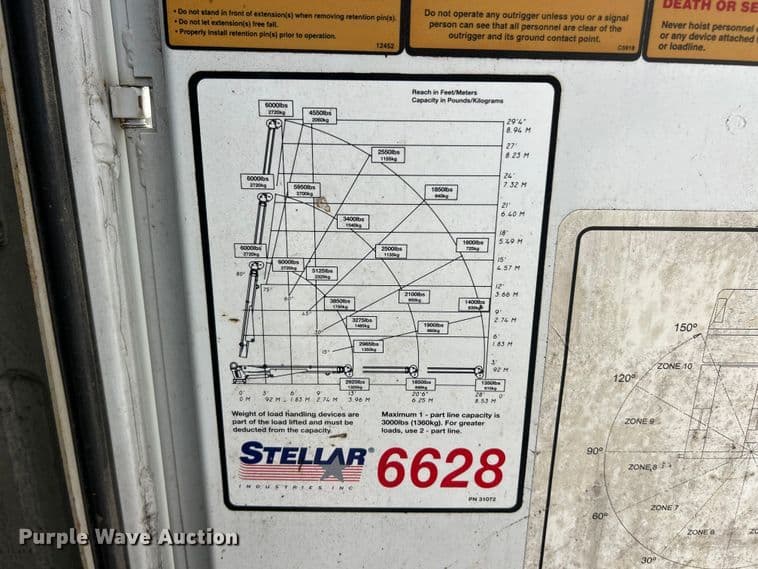 • Do not stand in front of extension(s) when removing retention pin(s).
• Do not let extension(s) free fall.
• Properly install retention pin(s) prior to operation.
12452
Do not operate any outrigger unless you or a signal
person can see that all personnel are clear of the
outrigger and its ground contact point.
C5918
DEATH OR SE
Never hoist personnel
or any device attached
or loadline.
Reach in Feet/Meters
Capacity in Pounds/Kilograms
6000lbs
2720kg
4550lbs
2060kg
29'4"
8.94 M
27'
8.23 M
2550lbs
1155kg
24'
7.32 M
6000lbs
2720kg
5950lbs
2700kg
1850lbs
840kg
21'
6.40 M
3400lbs
1540kg
18'
5.49 M
6000lbs
2720kg
2500lbs
1135kg
1600lbs
725kg
15'
4.57 M
6000lbs
2720kg
5125lbs
2325kg
80°
75°
60°
45°
30°
15°
12'
3.66 M
3850lbs
1750kg
2100lbs
950kg
1400lbs
9'
2.74 M
3275lbs
1485kg
1900lbs
860kg
6'
1.83 M
2985lbs
1350kg
3'
.92 M
2920lbs
1325kg
1850lbs
1350lbs
610kg
0'
0 M
3'
.92 M
6'
1.83 M
9'
2.74 M
13'
3.96 M
20'6"
6.25 M
28'
8.53 M
Weight of load handling devices are
part of the load lifted and must be
deducted from the capacity.
Maximum 1 - part line capacity is
3000lbs (1360kg). For greater
loads, use 2 - part line.
STELLAR®
INDUSTRIES INC
6628
PN 31072
150°
ZONE 10
120°
ZONE 9
90°
ZONE 8
ZONE 7
60°
ZONE 6
30°
Purple Wave Auction